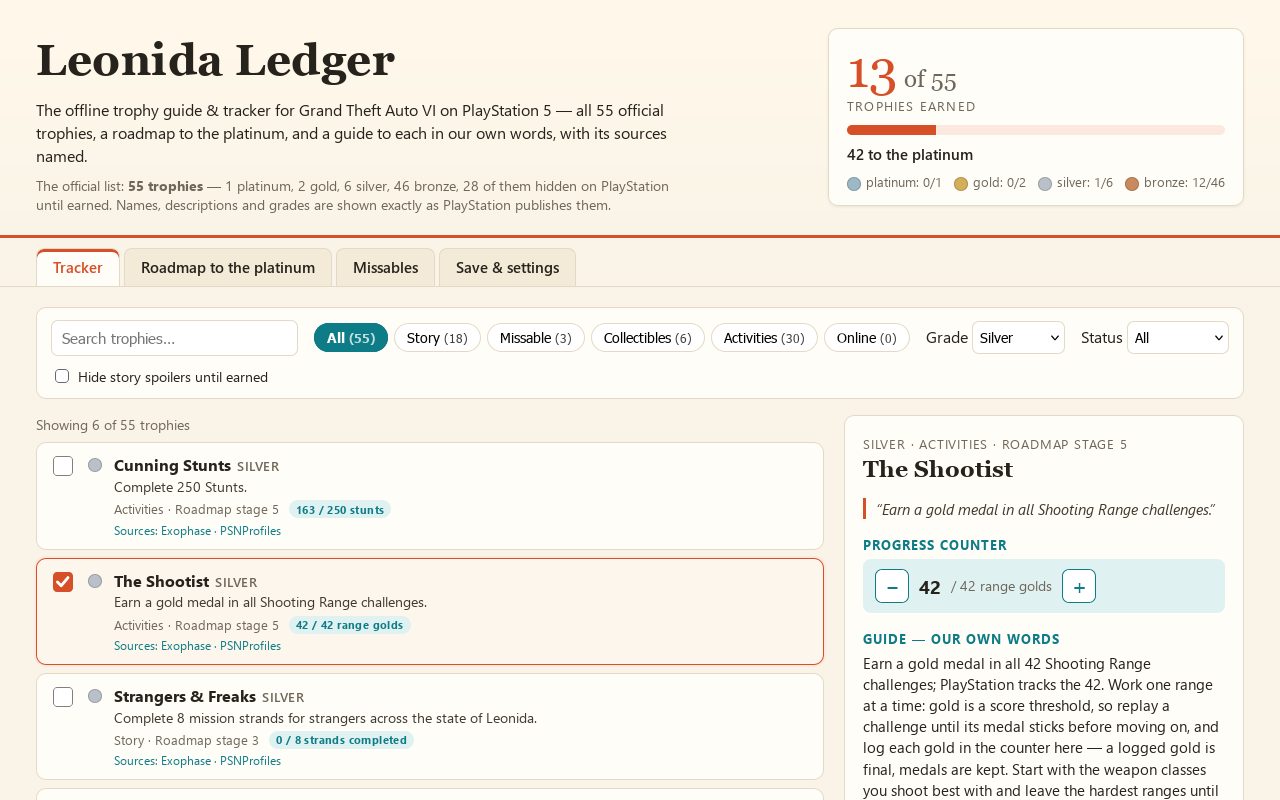 Leonida Ledger
The offline trophy guide & tracker for Grand Theft Auto VI on PlayStation 5 — all 55 official
trophies, a roadmap to the platinum, and a guide to each in our own words, with its sources
named.
The official list: 55 trophies — 1 platinum, 2 gold, 6 silver, 46 bronze, 28 of them hidden on PlayStation
until earned. Names, descriptions and grades are shown exactly as PlayStation publishes them.
13 of 55
TROPHIES EARNED
42 to the platinum
platinum: 0/1 gold: 0/2 silver: 1/6 bronze: 12/46
Tracker Roadmap to the platinum Missables Save & settings
Search trophies... All (55) Story (18) Missable (3) Collectibles (6) Activities (30) Online (0) Grade Silver Status All
Hide story spoilers until earned
Showing 6 of 55 trophies
Cunning Stunts SILVER
Complete 250 Stunts.
Activities · Roadmap stage 5 163 / 250 stunts
Sources: Exophase · PSNProfiles
The Shootist SILVER
Earn a gold medal in all Shooting Range challenges.
Activities · Roadmap stage 5 42 / 42 range golds
Sources: Exophase · PSNProfiles
Strangers & Freaks SILVER
Complete 8 mission strands for strangers across the state of Leonida.
Story · Roadmap stage 3 0 / 8 strands completed
Sources: Exophase · PSNProfiles
SILVER · ACTIVITIES · ROADMAP STAGE 5
The Shootist
“Earn a gold medal in all Shooting Range challenges.”
PROGRESS COUNTER
− 42 / 42 range golds +
GUIDE — OUR OWN WORDS
Earn a gold medal in all 42 Shooting Range
challenges; PlayStation tracks the 42. Work one range
at a time: gold is a score threshold, so replay a
challenge until its medal sticks before moving on, and
log each gold in the counter here — a logged gold is
final, medals are kept. Start with the weapon classes
you shoot best with and leave the hardest ranges until